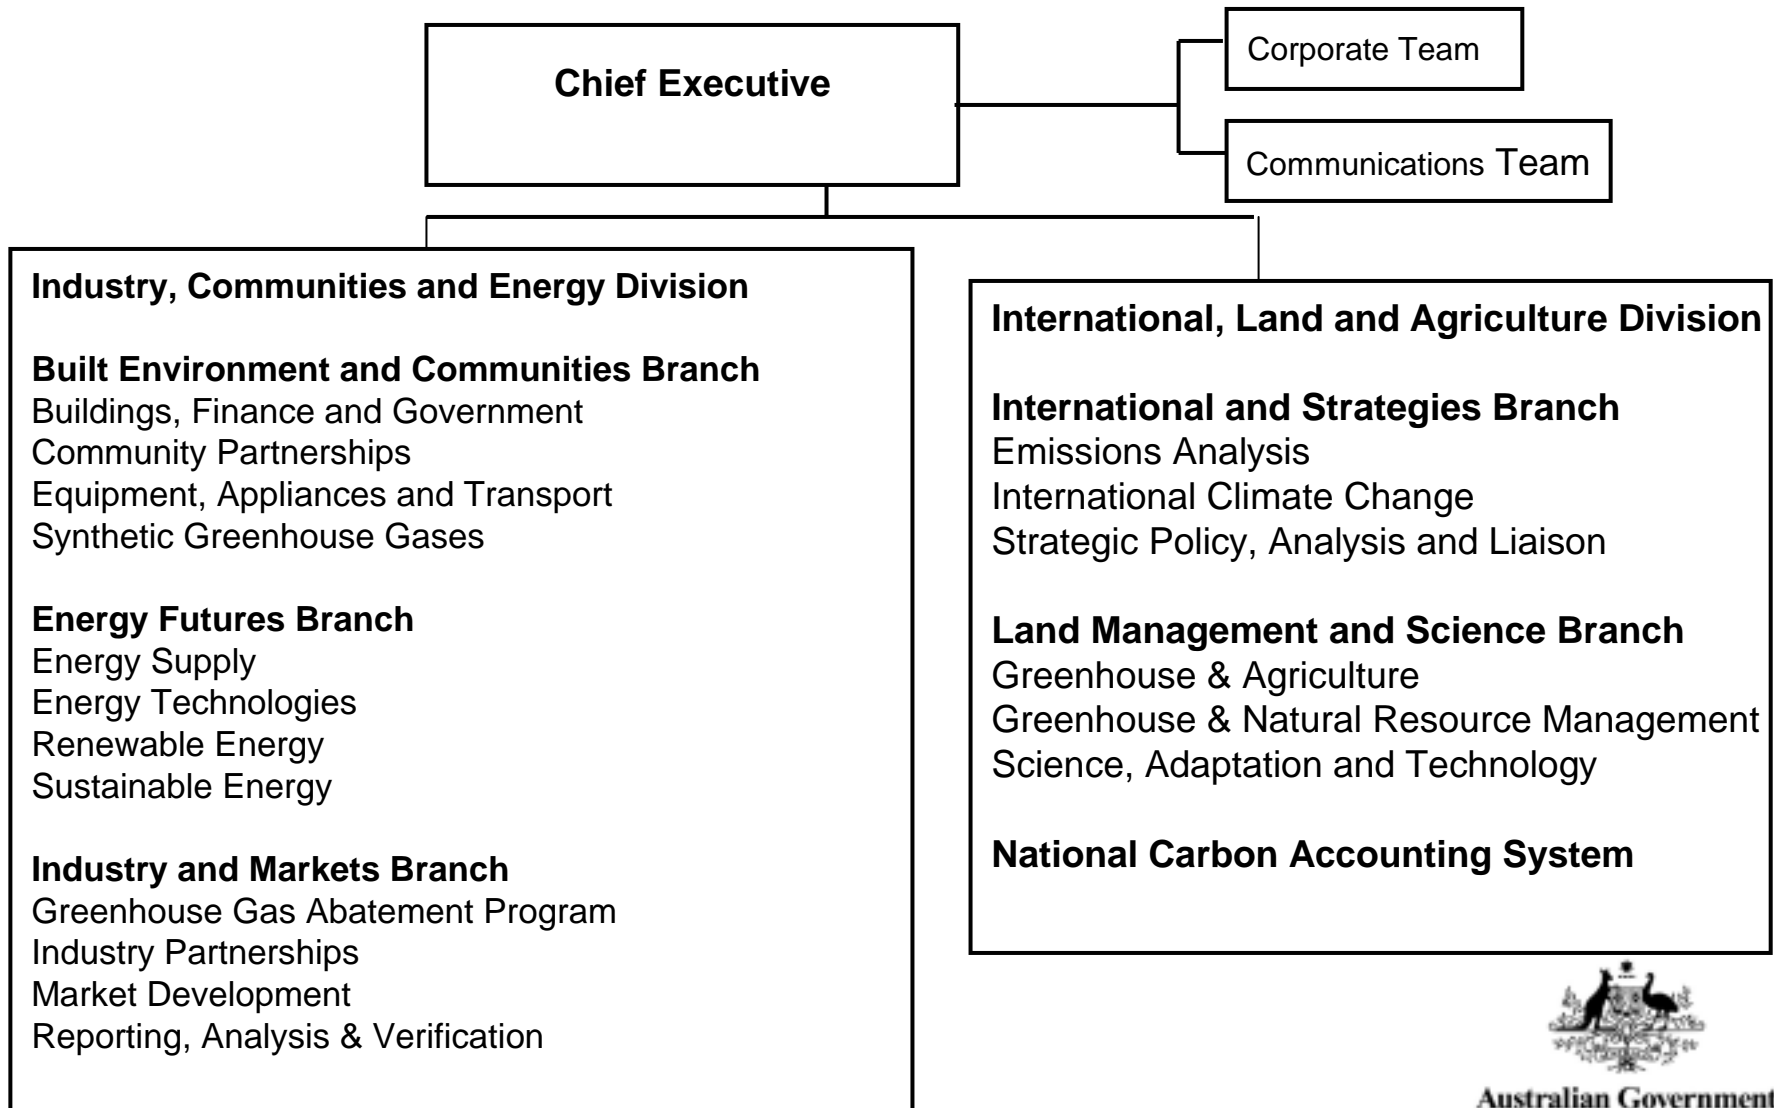 Chief Executive
Corporate Team
Communications Team
Industry, Communities and Energy Division
Built Environment and Communities Branch
Buildings, Finance and Government
Community Partnerships
Equipment, Appliances and Transport
Synthetic Greenhouse Gases
Energy Futures Branch
Energy Supply
Energy Technologies
Renewable Energy
Sustainable Energy
Industry and Markets Branch
Greenhouse Gas Abatement Program
Industry Partnerships
Market Development
Reporting, Analysis & Verification
International, Land and Agriculture Division
International and Strategies Branch
Emissions Analysis
International Climate Change
Strategic Policy, Analysis and Liaison
Land Management and Science Branch
Greenhouse & Agriculture
Greenhouse & Natural Resource Management
Science, Adaptation and Technology
National Carbon Accounting System
Australian Government